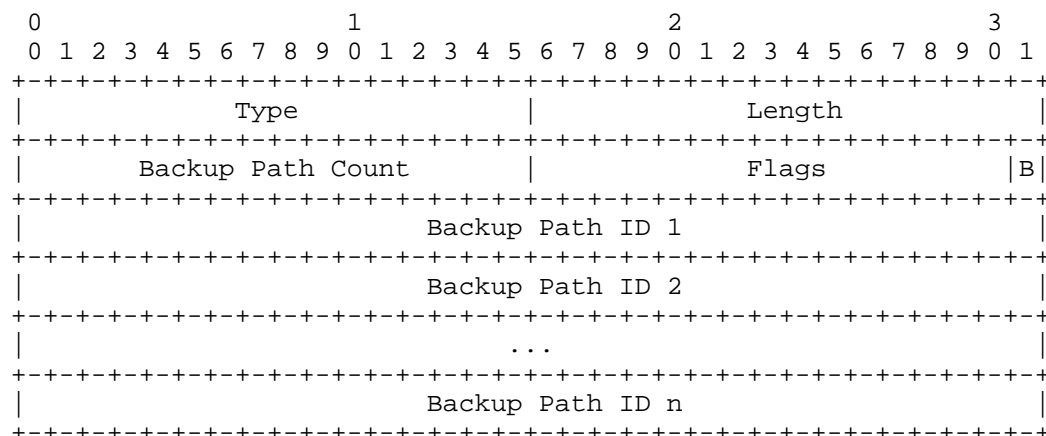 0                   1                   2                   3
 0 1 2 3 4 5 6 7 8 9 0 1 2 3 4 5 6 7 8 9 0 1 2 3 4 5 6 7 8 9 0 1
+-+-+-+-+-+-+-+-+-+-+-+-+-+-+-+-+-+-+-+-+-+-+-+-+-+-+-+-+-+-+-+-+
|             Type              |             Length            |
+-+-+-+-+-+-+-+-+-+-+-+-+-+-+-+-+-+-+-+-+-+-+-+-+-+-+-+-+-+-+-+-+
|       Backup Path Count       |             Flags           |B|
+-+-+-+-+-+-+-+-+-+-+-+-+-+-+-+-+-+-+-+-+-+-+-+-+-+-+-+-+-+-+-+-+
|                         Backup Path ID 1                      |
+-+-+-+-+-+-+-+-+-+-+-+-+-+-+-+-+-+-+-+-+-+-+-+-+-+-+-+-+-+-+-+-+
|                         Backup Path ID 2                      |
+-+-+-+-+-+-+-+-+-+-+-+-+-+-+-+-+-+-+-+-+-+-+-+-+-+-+-+-+-+-+-+-+
|                              ...                              |
+-+-+-+-+-+-+-+-+-+-+-+-+-+-+-+-+-+-+-+-+-+-+-+-+-+-+-+-+-+-+-+-+
|                         Backup Path ID n                      |
+-+-+-+-+-+-+-+-+-+-+-+-+-+-+-+-+-+-+-+-+-+-+-+-+-+-+-+-+-+-+-+-+